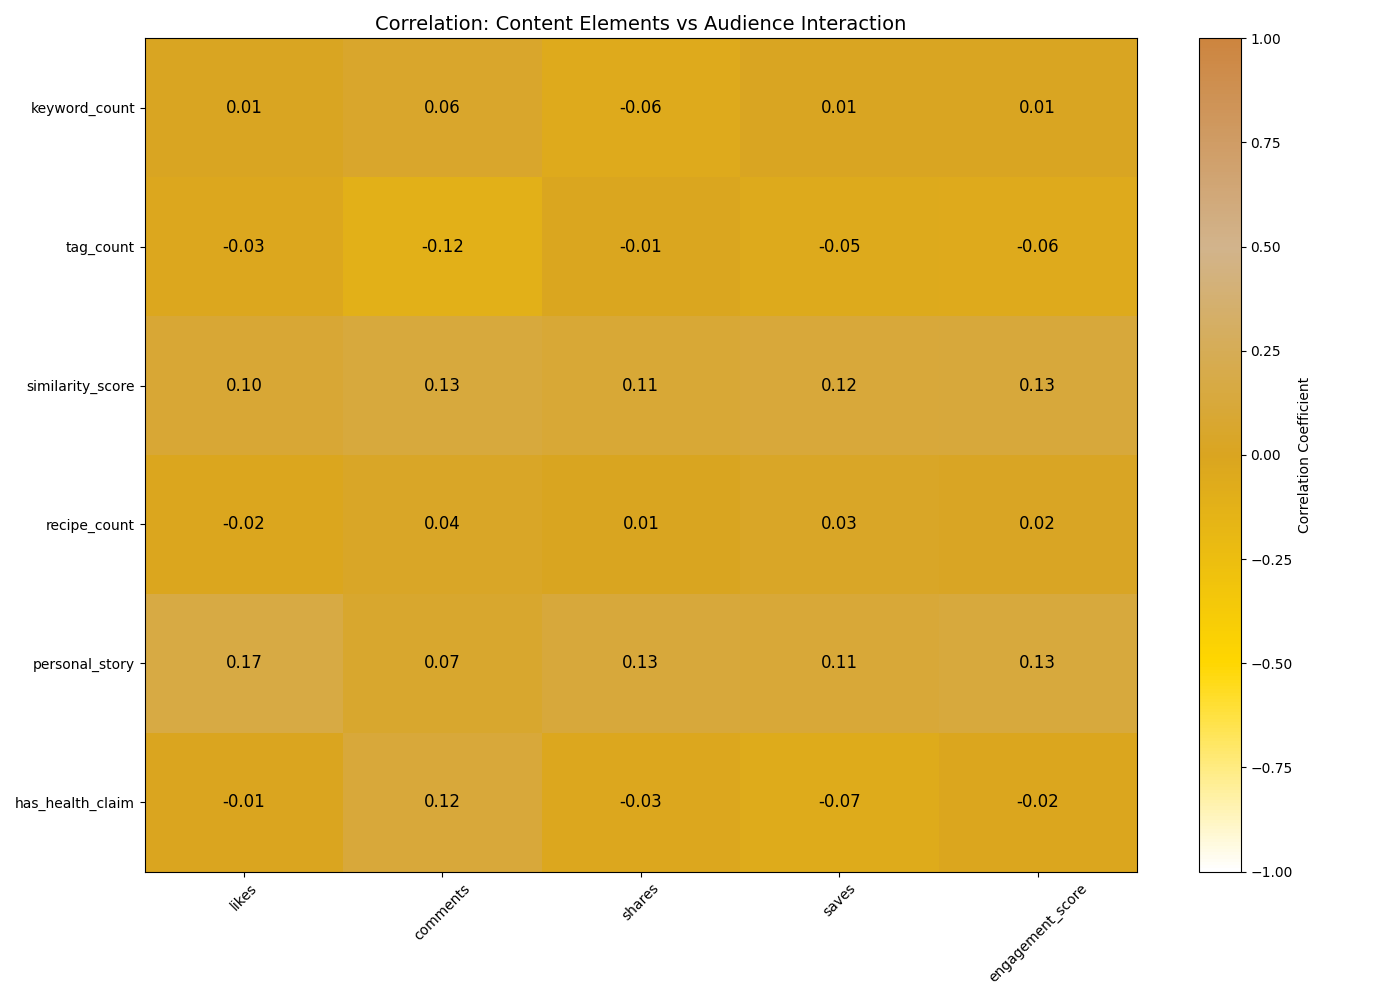 Correlation: Content Elements vs Audience Interaction
keyword_count 0.01 0.06 -0.06 0.01 0.01
tag_count -0.03 -0.12 -0.01 -0.05 -0.06
similarity_score 0.10 0.13 0.11 0.12 0.13
recipe_count -0.02 0.04 0.01 0.03 0.02
personal_story 0.17 0.07 0.13 0.11 0.13
has_health_claim -0.01 0.12 -0.03 -0.07 -0.02
likes comments shares saves engagement_score
1.00
0.75
0.50
0.25
0.00
−0.25
−0.50
−0.75
−1.00
Correlation Coefficient